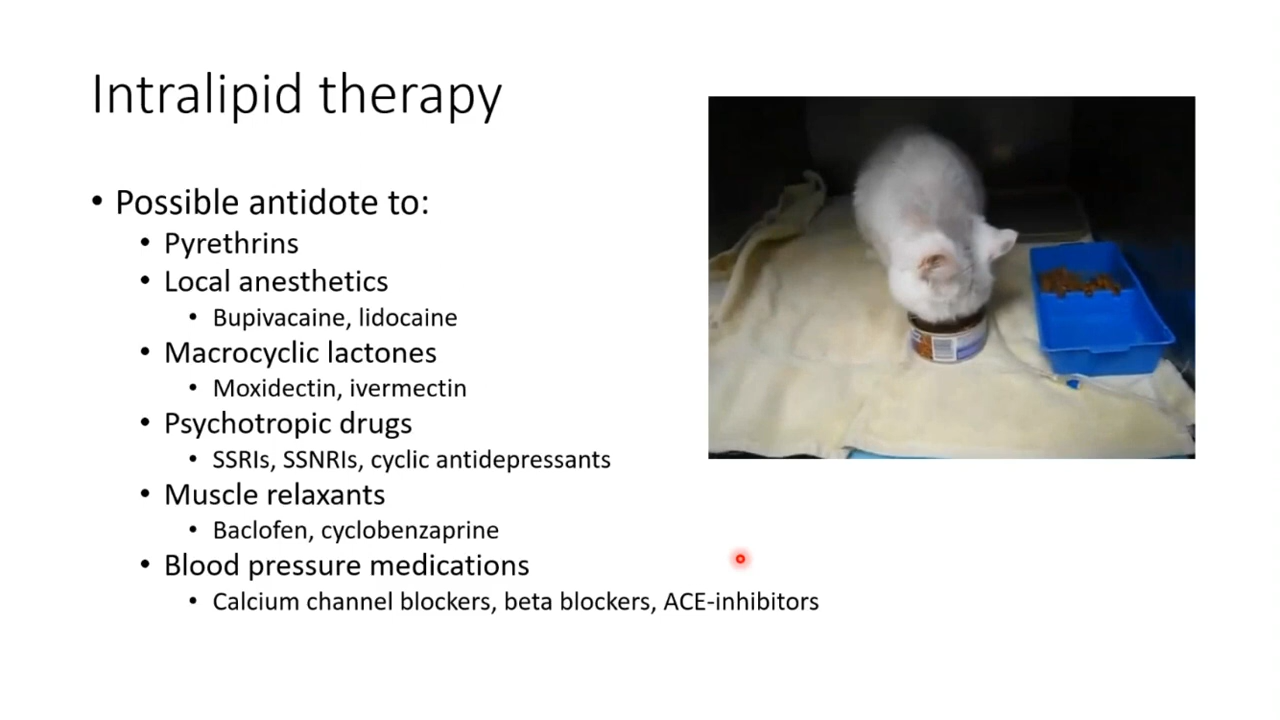 Intralipid therapy
• Possible antidote to:
• Pyrethrins
• Local anesthetics
• Bupivacaine, lidocaine
• Macrocyclic lactones
• Moxidectin, ivermectin
• Psychotropic drugs
• SSRIs, SSNRIs, cyclic antidepressants
• Muscle relaxants
• Baclofen, cyclobenzaprine
• Blood pressure medications
• Calcium channel blockers, beta blockers, ACE-inhibitors